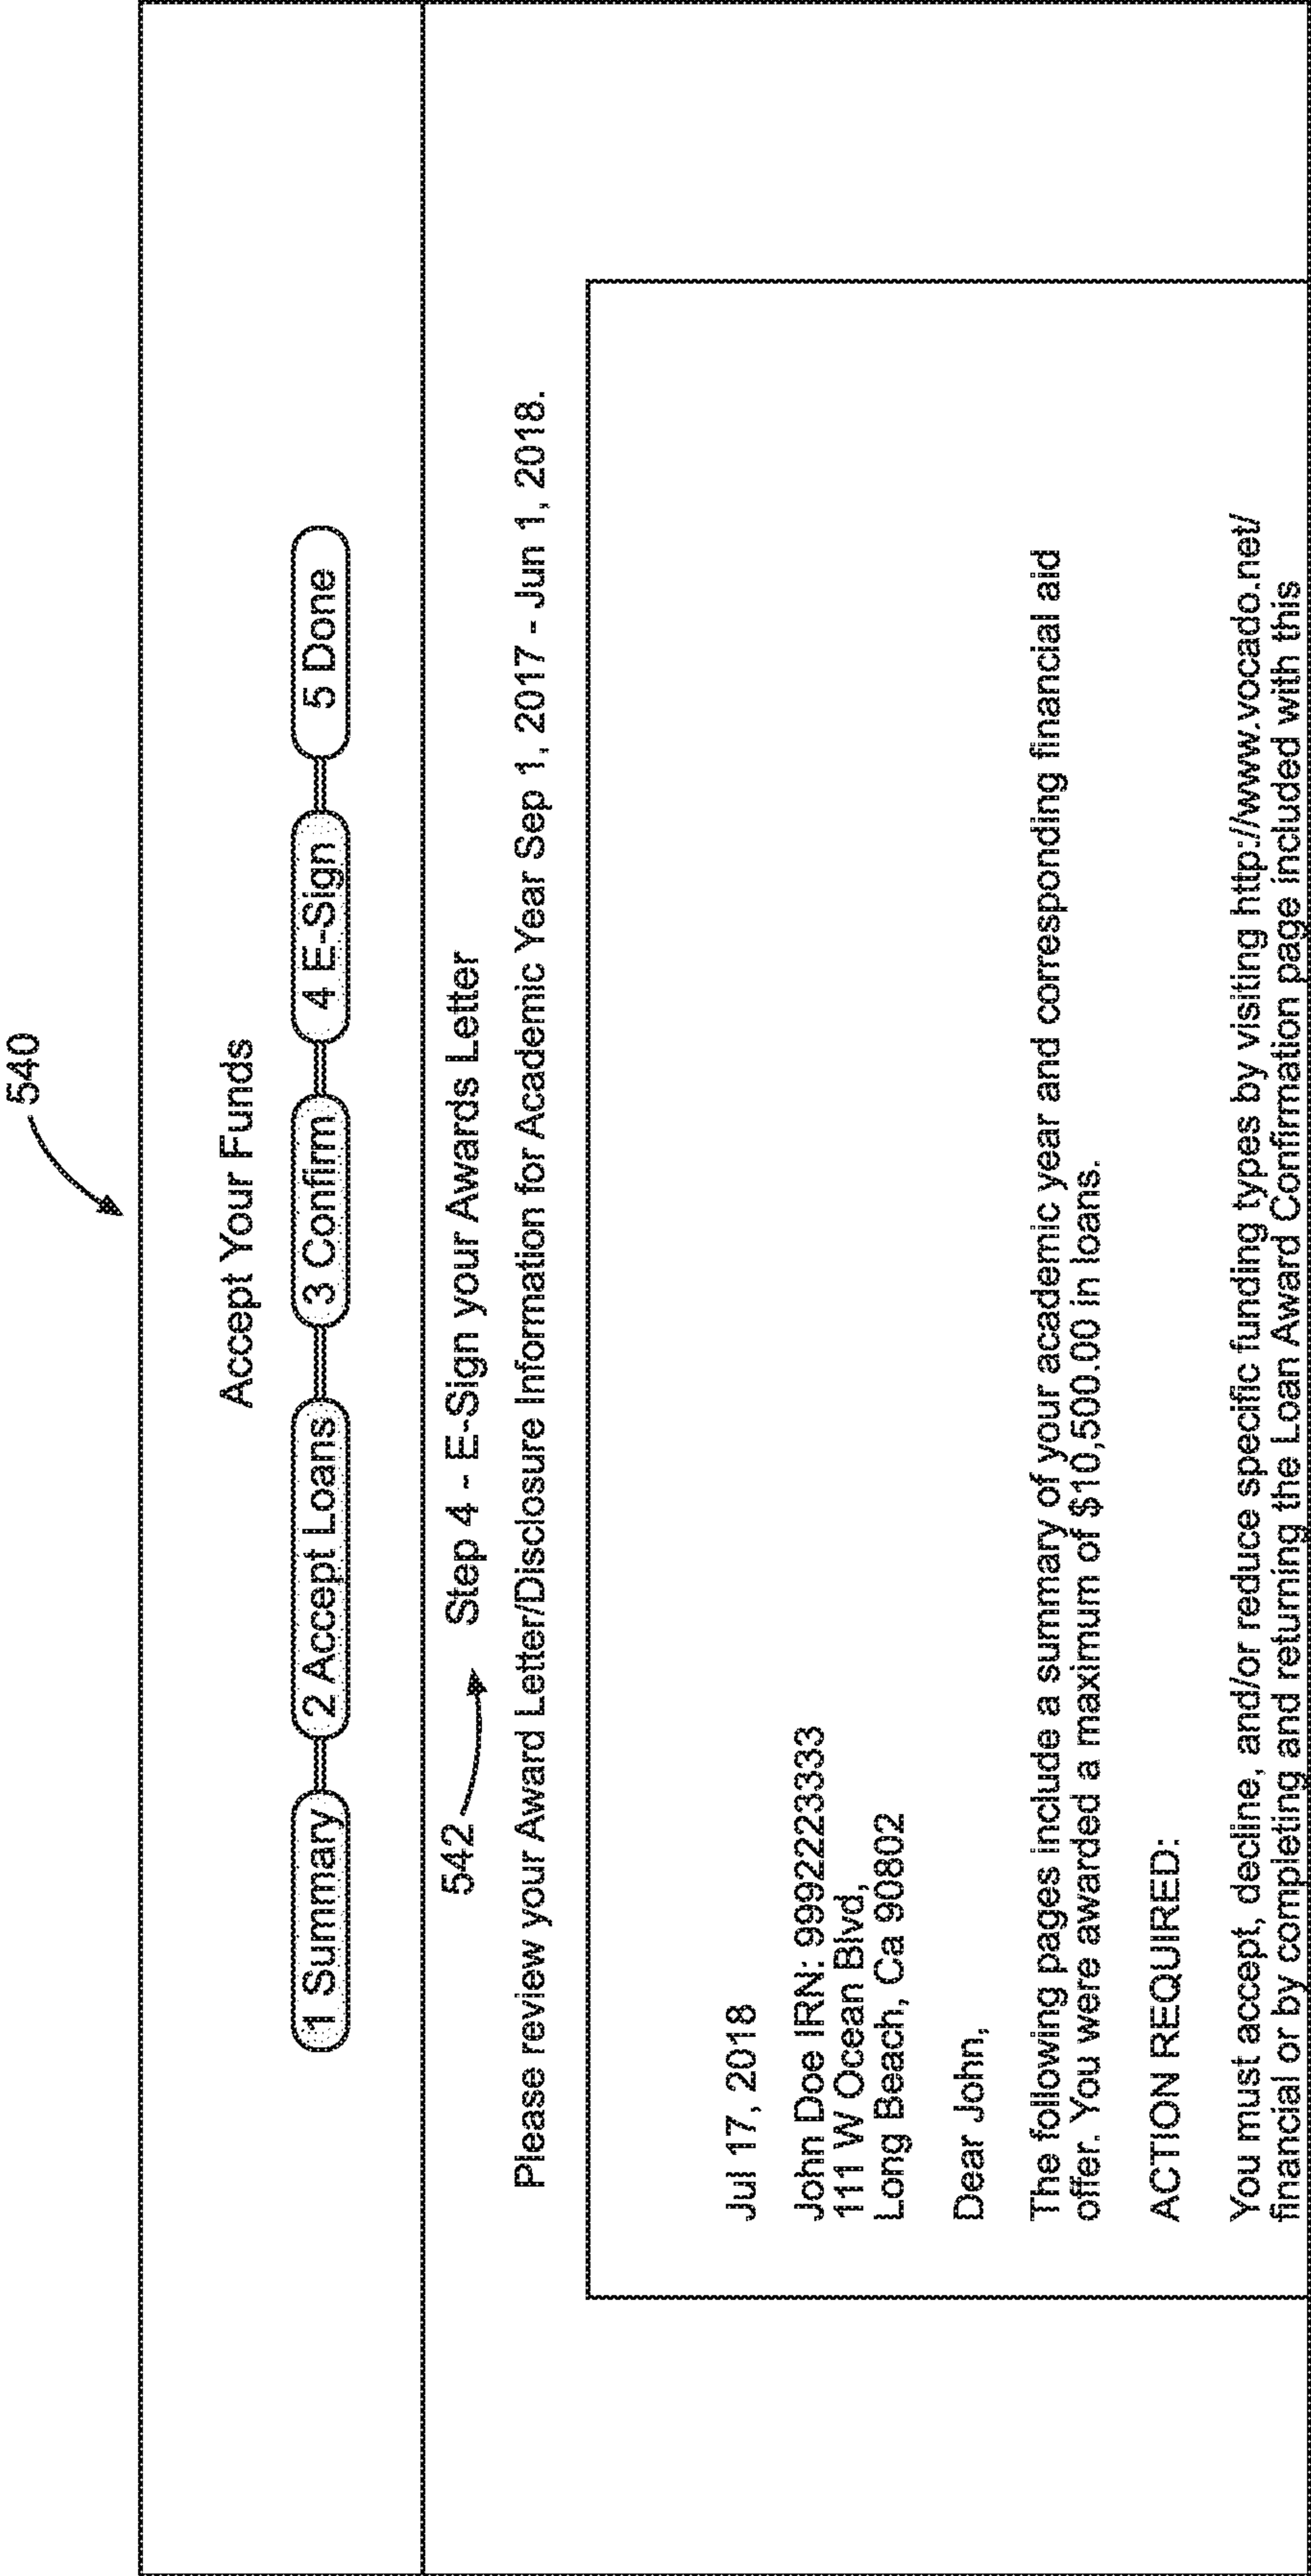 540
Accept Your Funds
1 Summary 2 Accept Loans 3 Confirm 4 E-Sign 5 Done
542 Step 4 - E-Sign your Awards Letter
Please review your Award Letter/Disclosure Information for Academic Year Sep 1, 2017 - Jun 1, 2018.
Jul 17, 2018
John Doe IRN: 9992223333
111 W Ocean Blvd,
Long Beach, Ca 90802
Dear John,
The following pages include a summary of your academic year and corresponding financial aid
offer. You were awarded a maximum of $10,500.00 in loans.
ACTION REQUIRED:
You must accept, decline, and/or reduce specific funding types by visiting http://www.vocado.net/
financial or by completing and returning the Loan Award Confirmation page included with this